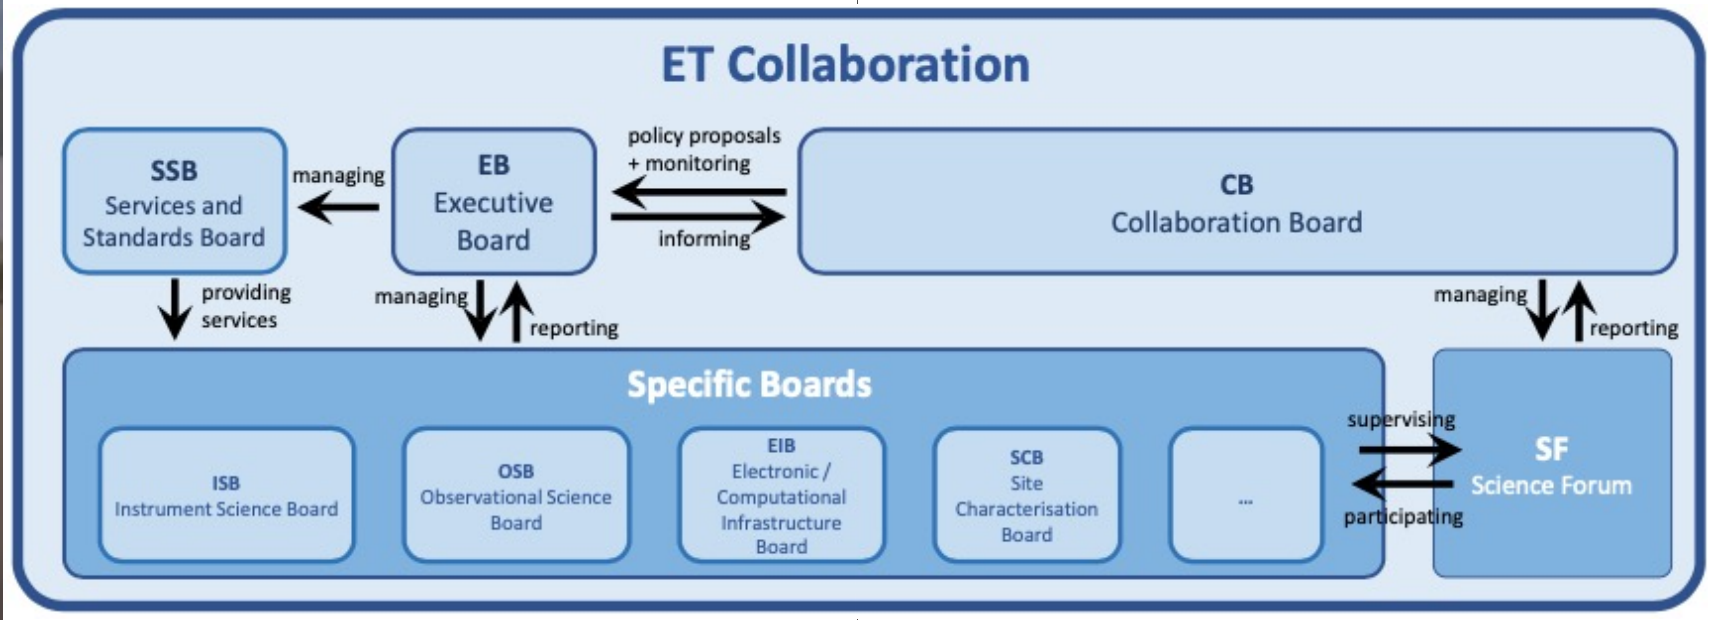 ET Collaboration
SSB
Services and
Standards Board
managing
EB
Executive
Board
policy proposals
+ monitoring
informing
CB
Collaboration Board
providing
services
managing
reporting
managing
reporting
Specific Boards
ISB
Instrument Science Board
OSB
Observational Science
Board
EIB
Electronic /
Computational
Infrastructure
Board
SCB
Site
Characterisation
Board
...
supervising
participating
SF
Science Forum